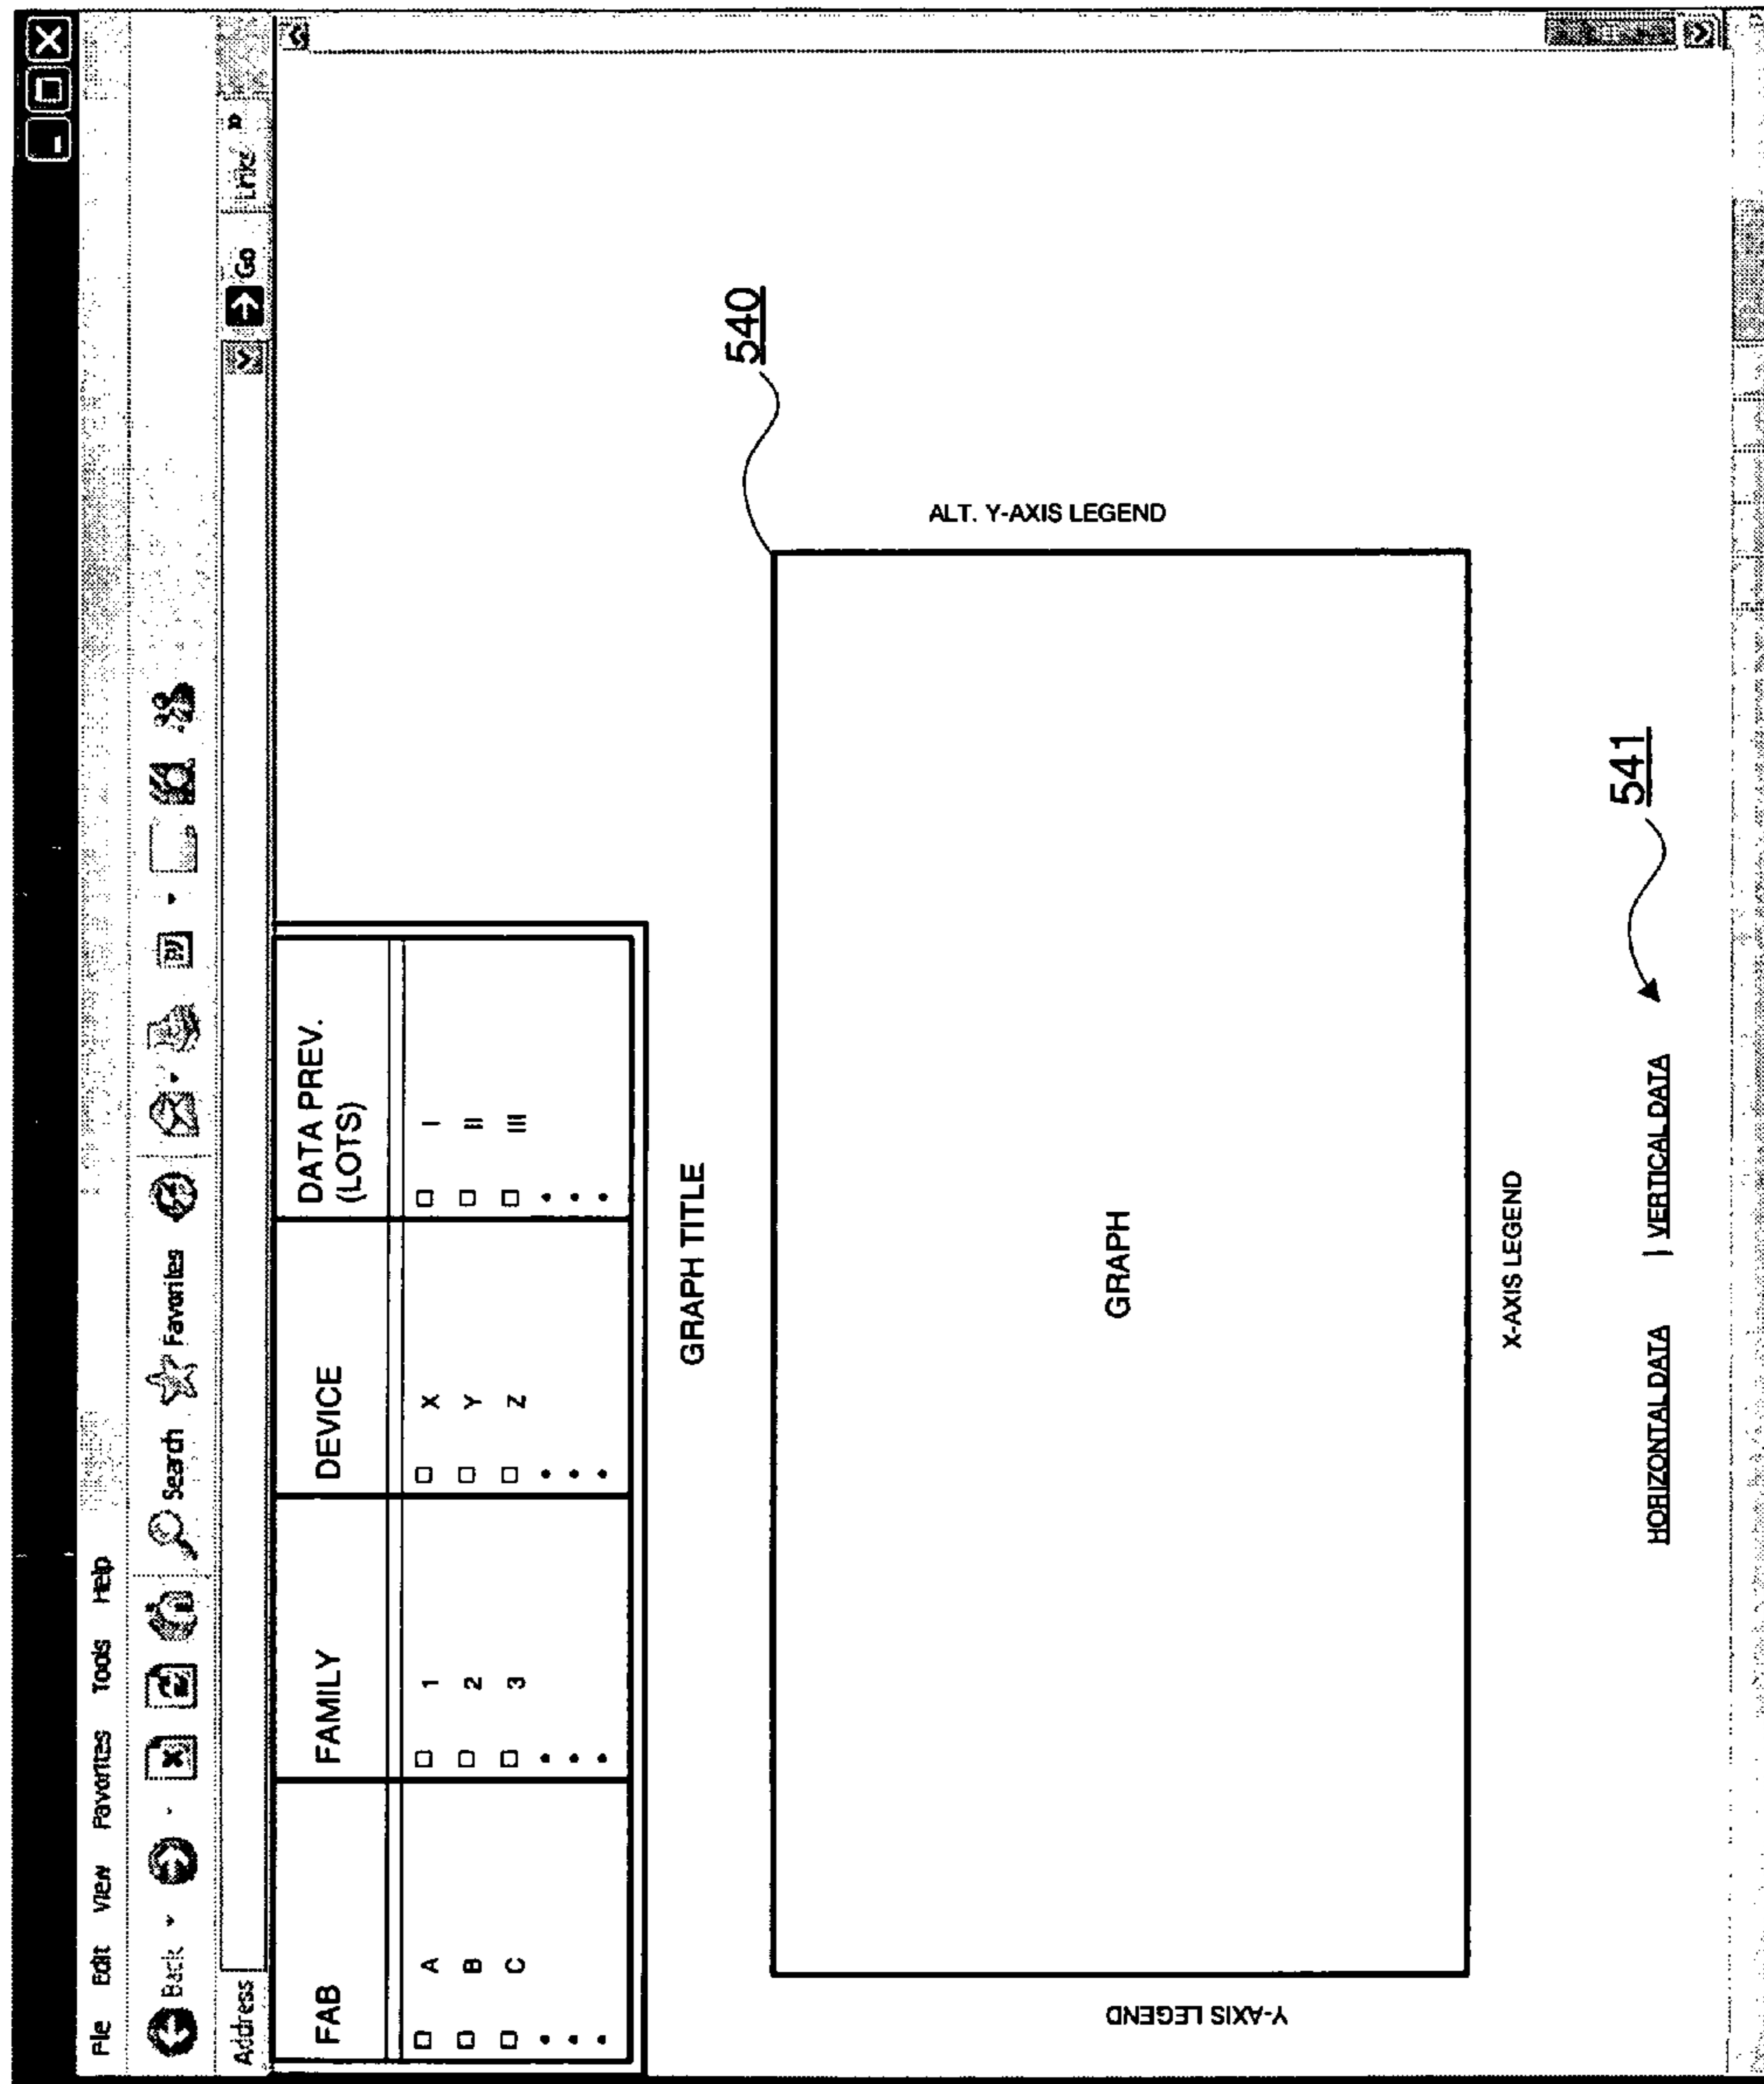 File Edit View Favorites Tools Help
Back Search Favorites
Address Go Links »
FAB FAMILY DEVICE DATA PREV. (LOTS)
A 1 X I
B 2 Y II
C 3 Z III
GRAPH TITLE
540
Y-AXIS LEGEND
GRAPH
ALT. Y-AXIS LEGEND
X-AXIS LEGEND
541
HORIZONTAL DATA | VERTICAL DATA